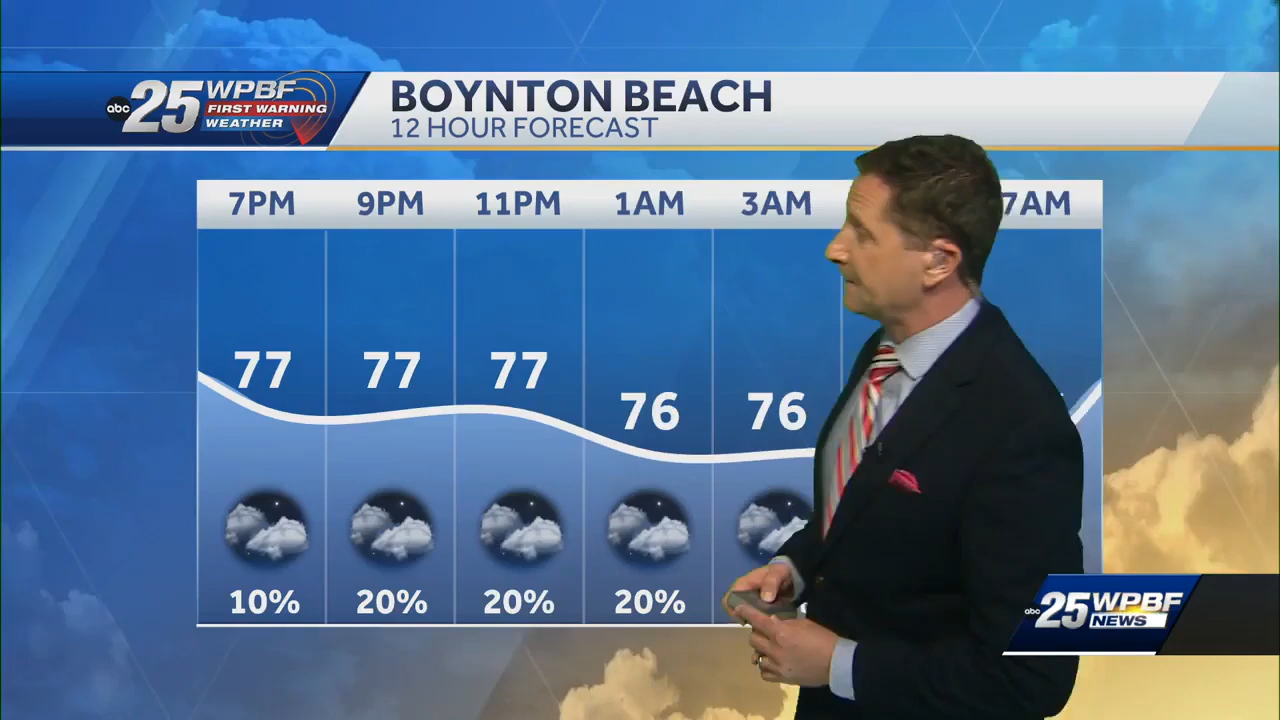 abc 25 WPBF
FIRST WARNING
WEATHER
BOYNTON BEACH
12 HOUR FORECAST
7PM 9PM 11PM 1AM 3AM 7AM
77 77 77 76 76
10% 20% 20% 20%
abc 25 WPBF
NEWS